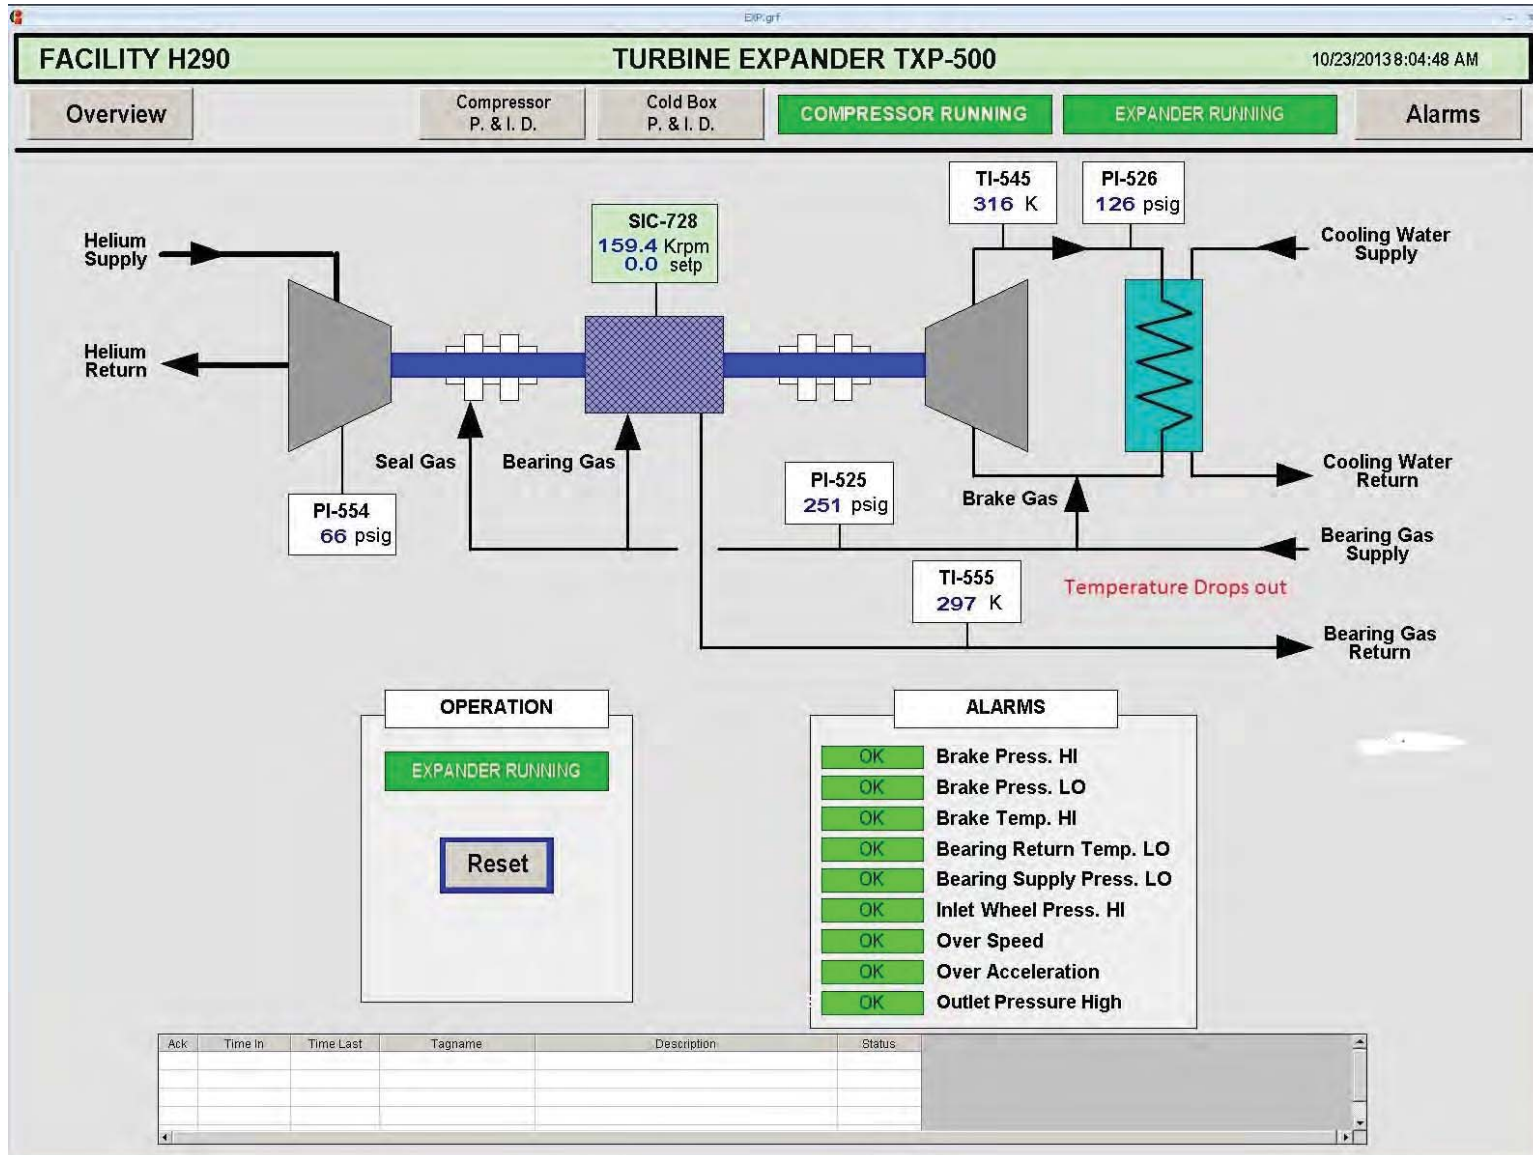 EXP.grf
FACILITY H290
TURBINE EXPANDER TXP-500
10/23/2013 8:04:48 AM
Overview
Compressor
P. & I. D.
Cold Box
P. & I. D.
COMPRESSOR RUNNING
EXPANDER RUNNING
Alarms
TI-545
316 K
PI-526
126 psig
SIC-728
159.4 Krpm
0.0 setp
Helium
Supply
Cooling Water
Supply
Helium
Return
Seal Gas
Bearing Gas
PI-525
251 psig
Brake Gas
Cooling Water
Return
PI-554
66 psig
Bearing Gas
Supply
TI-555
297 K
Temperature Drops out
Bearing Gas
Return
OPERATION
EXPANDER RUNNING
Reset
ALARMS
OK Brake Press. HI
OK Brake Press. LO
OK Brake Temp. HI
OK Bearing Return Temp. LO
OK Bearing Supply Press. LO
OK Inlet Wheel Press. HI
OK Over Speed
OK Over Acceleration
OK Outlet Pressure High
Ack Time In Time Last Tagname Description Status